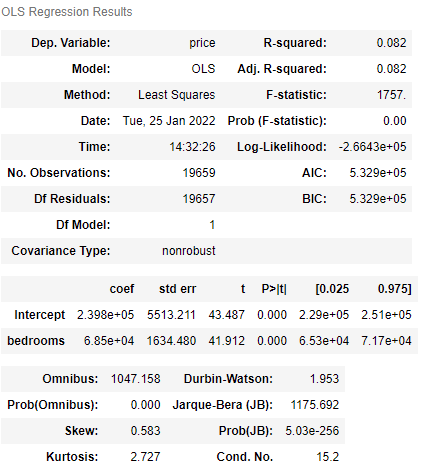 OLS Regression Results
Dep. Variable: price R-squared: 0.082
Model: OLS Adj. R-squared: 0.082
Method: Least Squares F-statistic: 1757.
Date: Tue, 25 Jan 2022 Prob (F-statistic): 0.00
Time: 14:32:26 Log-Likelihood: -2.6643e+05
No. Observations: 19659 AIC: 5.329e+05
Df Residuals: 19657 BIC: 5.329e+05
Df Model: 1
Covariance Type: nonrobust
coef std err t P>|t| [0.025 0.975]
Intercept 2.398e+05 5513.211 43.487 0.000 2.29e+05 2.51e+05
bedrooms 6.85e+04 1634.480 41.912 0.000 6.53e+04 7.17e+04
Omnibus: 1047.158 Durbin-Watson: 1.953
Prob(Omnibus): 0.000 Jarque-Bera (JB): 1175.692
Skew: 0.583 Prob(JB): 5.03e-256
Kurtosis: 2.727 Cond. No. 15.2